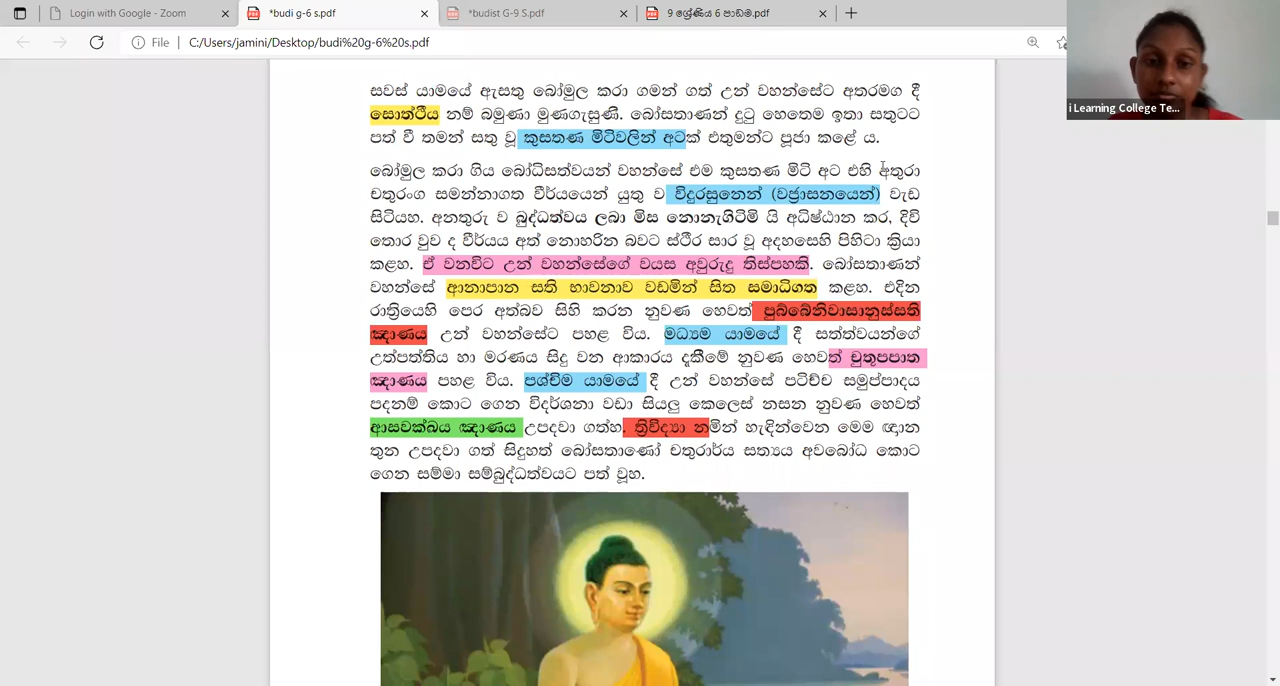 Login with Google - Zoom
*budi g-6 s.pdf
*budist G-9 S.pdf
9 ශ්‍රේණිය 6 පාඩම.pdf
File
C:/Users/jamini/Desktop/budi%20g-6%20s.pdf
i Learning College Te...
සවස් යාමයේ ඇසතු බෝමුල කරා ගමන් ගත් උන් වහන්සේට අතරමග දී
සොත්ථීය නම් බමුණා මුණගැසුණි. බෝසතාණන් දුටු හෙතෙම ඉතා සතුටට
පත් වී තමන් සතු වූ කුසතණ මිටිවලින් අටක් එතුමන්ට පූජා කළේ ය.
බෝමුල කරා ගිය බෝධිසත්වයන් වහන්සේ එම කුසතණ මිටි අට එහි අතුරා
චතුරංග සමන්නාගත වීර්යයෙන් යුතු ව විදුරසුනෙන් (වජ්‍රාසනයෙන්) වැඩ
සිටියහ. අනතුරු ව බුද්ධත්වය ලබා මිස නොනැගිටිමි යි අධිෂ්ඨාන කර, දිවි
තොර වුව ද වීර්යය අත් නොහරින බවට ස්ථිර සාර වූ අදහසෙහි පිහිටා ක්‍රියා
කළහ. ඒ වනවිට උන් වහන්සේගේ වයස අවුරුදු තිස්පහකි. බෝසතාණන්
වහන්සේ ආනාපාන සති භාවනාව වඩමින් සිත සමාධිගත කළහ. එදින
රාත්‍රියෙහි පෙර අත්බව සිහි කරන නුවණ හෙවත් පුබ්බේනිවාසානුස්සති
ඤාණය උන් වහන්සේට පහළ විය. මධ්‍යම යාමයේ දී සත්ත්වයන්ගේ
උත්පත්තිය හා මරණය සිදු වන ආකාරය දැකීමේ නුවණ හෙවත් චුතූපපාත
ඤාණය පහළ විය. පශ්චිම යාමයේ දී උන් වහන්සේ පටිච්ච සමුප්පාදය
පදනම් කොට ගෙන විදර්ශනා වඩා සියලු කෙලෙස් නසන නුවණ හෙවත්
ආසවක්ඛය ඤාණය උපදවා ගත්හ. ත්‍රිවිද්‍යා නමින් හැඳින්වෙන මෙම ඥාන
තුන උපදවා ගත් සිදුහත් බෝසතාණෝ චතුරාර්ය සත්‍යය අවබෝධ කොට
ගෙන සම්මා සම්බුද්ධත්වයට පත් වූහ.